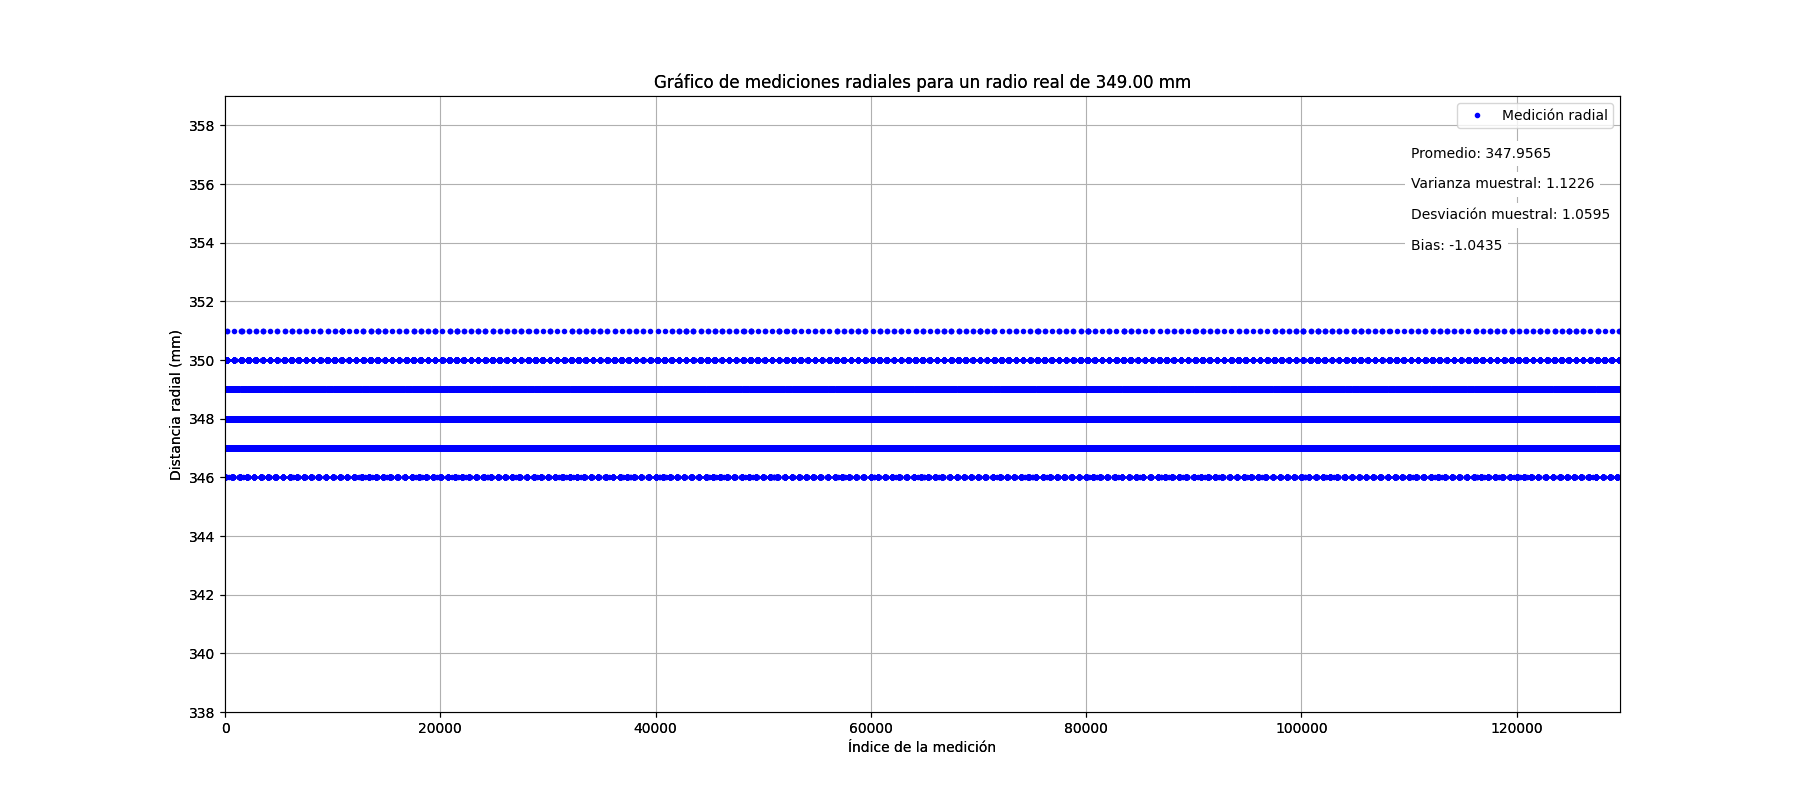 Gráfico de mediciones radiales para un radio real de 349.00 mm
Medición radial
Promedio: 347.9565
Varianza muestral: 1.1226
Desviación muestral: 1.0595
Bias: -1.0435
Distancia radial (mm)
358
356
354
352
350
348
346
344
342
340
338
0 20000 40000 60000 80000 100000 120000
Índice de la medición